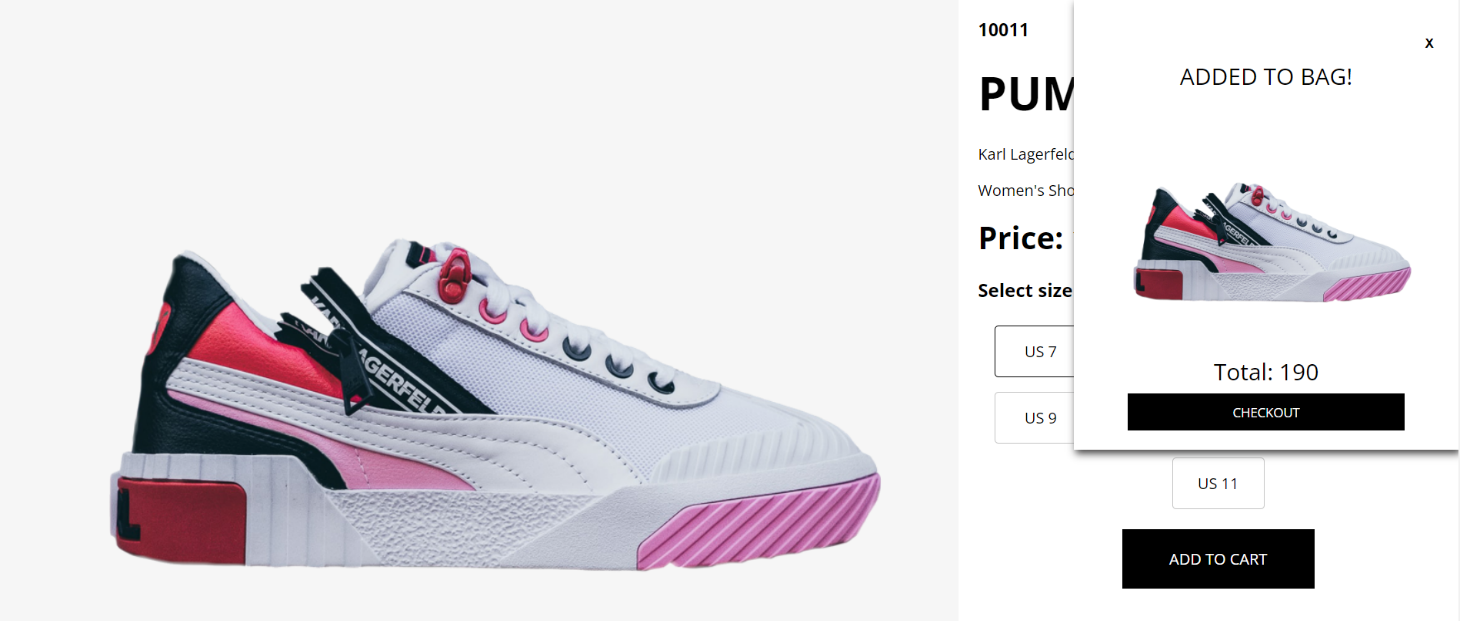 10011
PUM
Karl Lagerfeld
Women's Sho
Price:
Select size
US 7
US 9
US 11
ADD TO CART
X
ADDED TO BAG!
Total: 190
CHECKOUT
AGERFELD
L